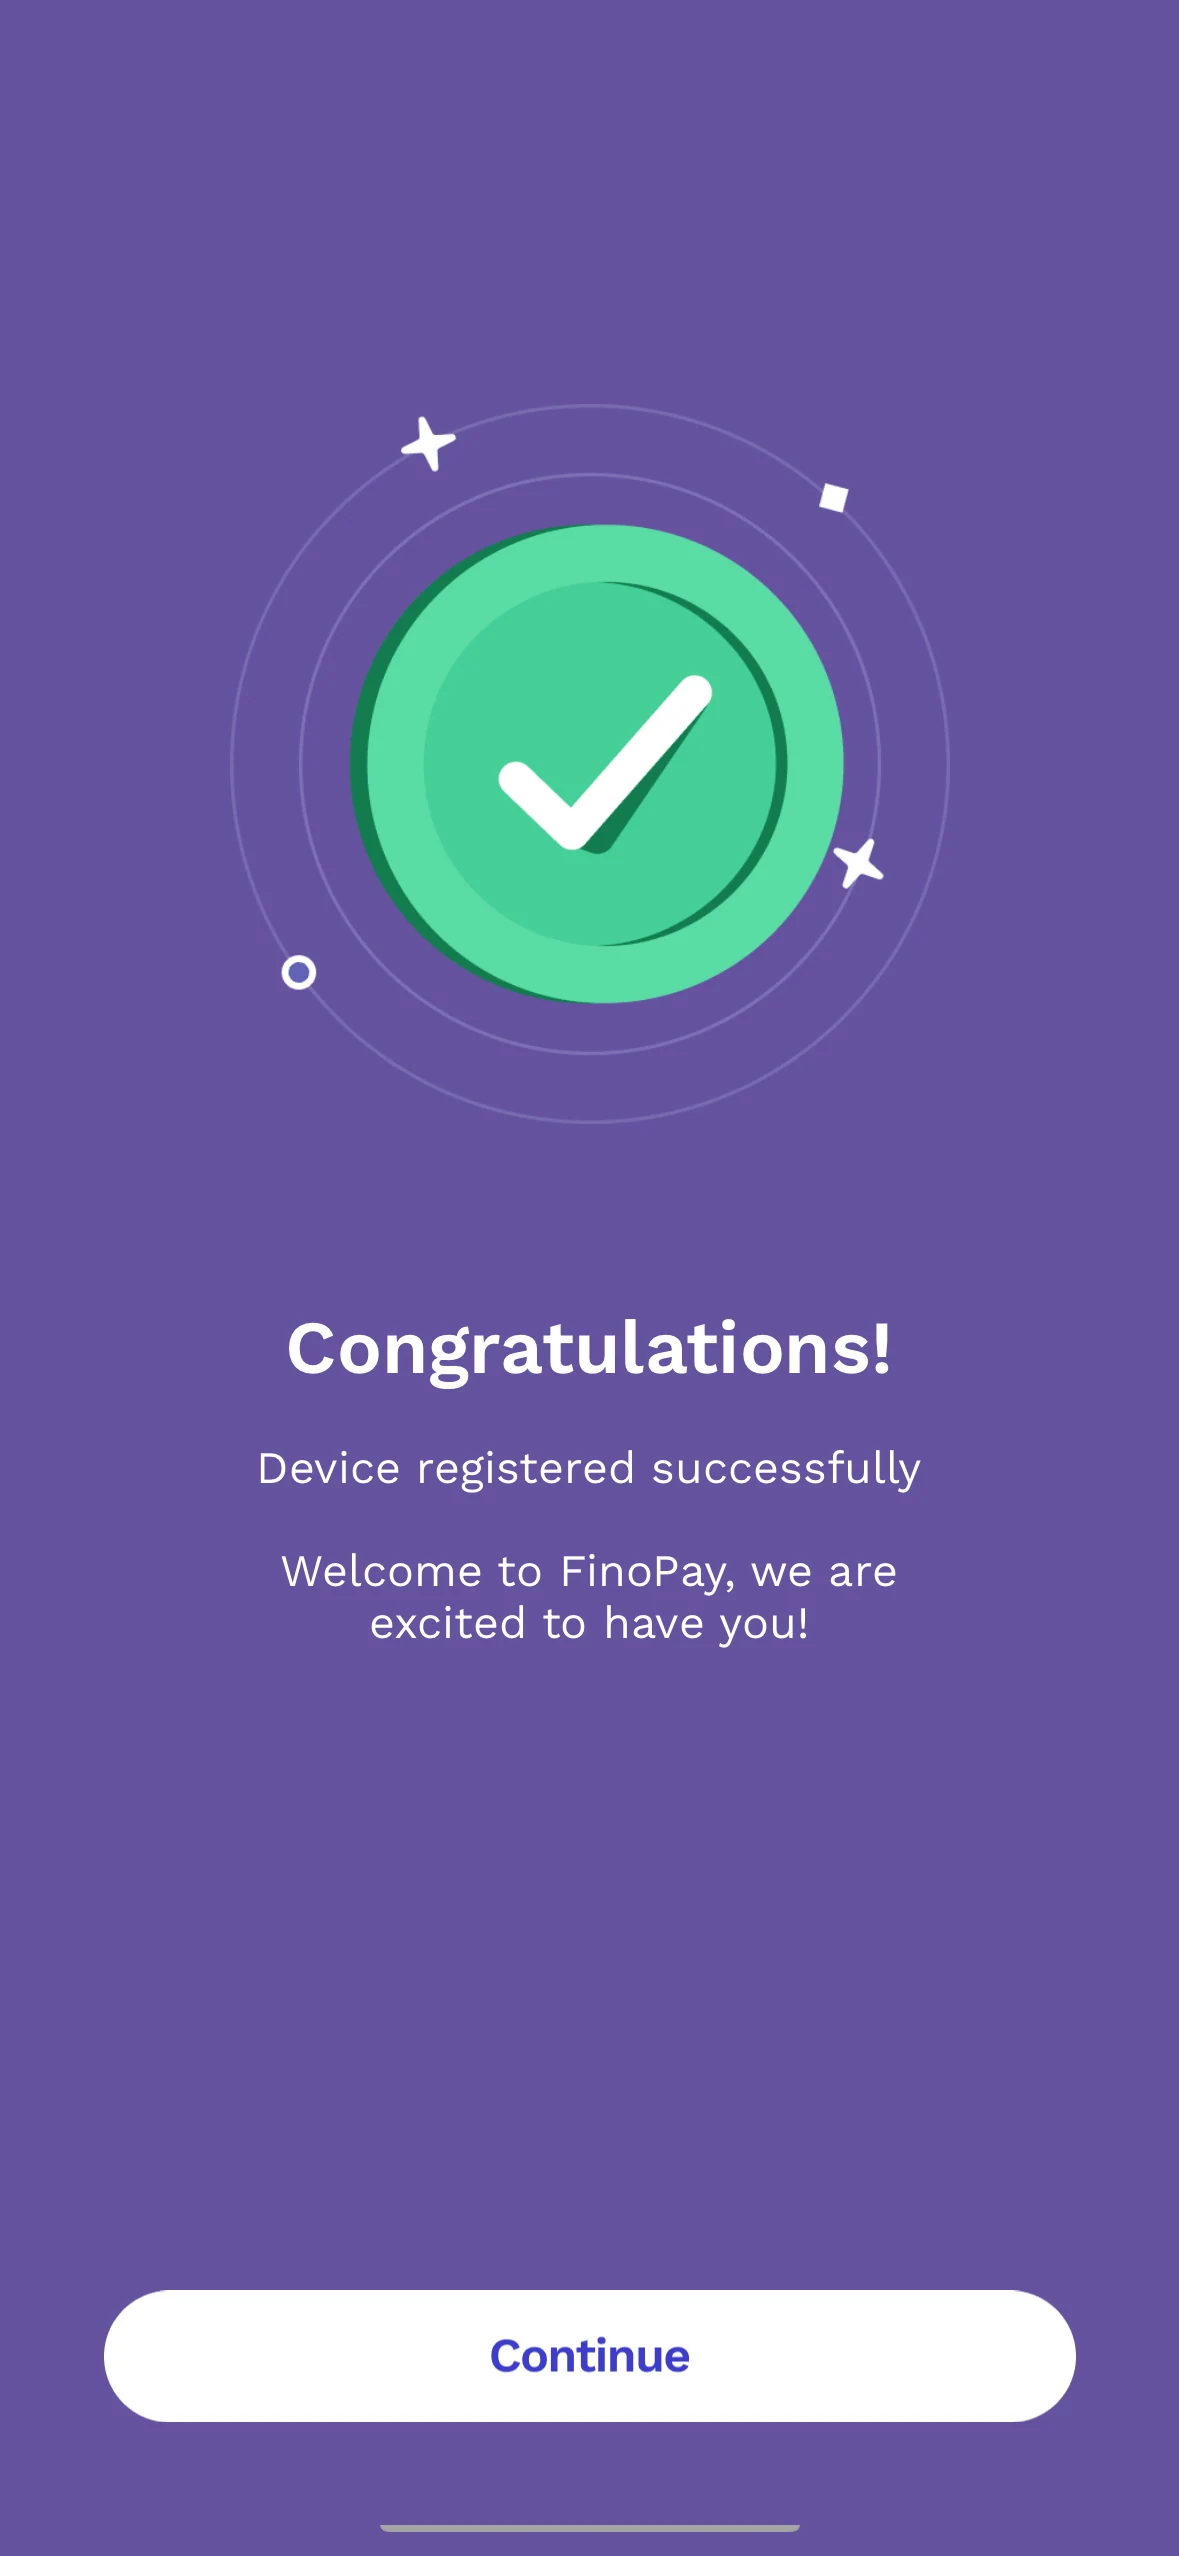 Congratulations!
Device registered successfully
Welcome to FinoPay, we are
excited to have you!
Continue